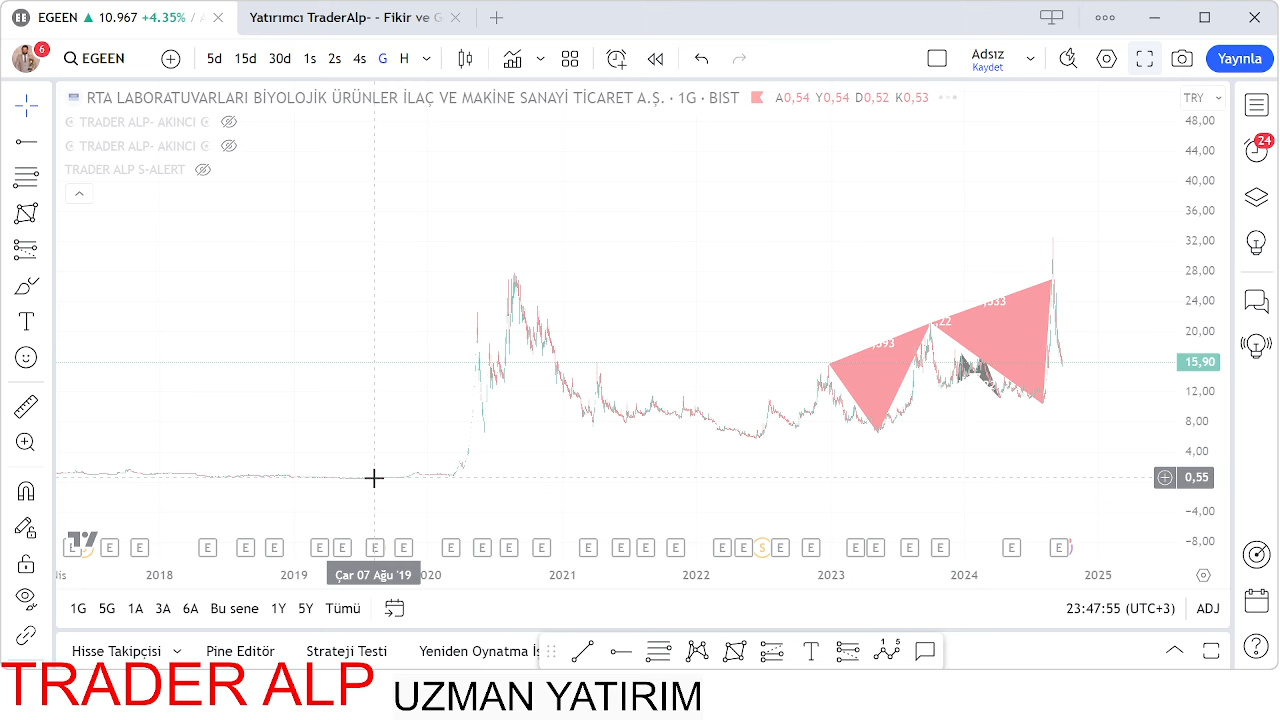 EE EGEEN ▲ 10.967 +4.35% / A
Yatırımcı TraderAlp- - Fikir ve G
6
EGEEN
5d 15d 30d 1s 2s 4s G H
Adsız
Kaydet
Yayınla
RTA LABORATUVARLARI BİYOLOJİK ÜRÜNLER İLAÇ VE MAKİNE SANAYİ TİCARET A.Ş. · 1G · BIST
A0,54 Y0,54 D0,52 K0,53
TRY
TRADER ALP- AKINCI
TRADER ALP- AKINCI
TRADER ALP S-ALERT
24
48,00
44,00
40,00
36,00
32,00
28,00
24,00
20,00
15,90
12,00
8,00
4,00
0,55
−4,00
−8,00
E E E E E E E E E E E E E E E E E E E E S E E E E E E E E
2018 2019 Çar 07 Ağu '19 020 2021 2022 2023 2024 2025
1G 5G 1A 3A 6A Bu sene 1Y 5Y Tümü
23:47:55 (UTC+3) ADJ
Hisse Takipçisi Pine Editör Strateji Testi Yeniden Oynatma
TRADER ALP UZMAN YATIRIM